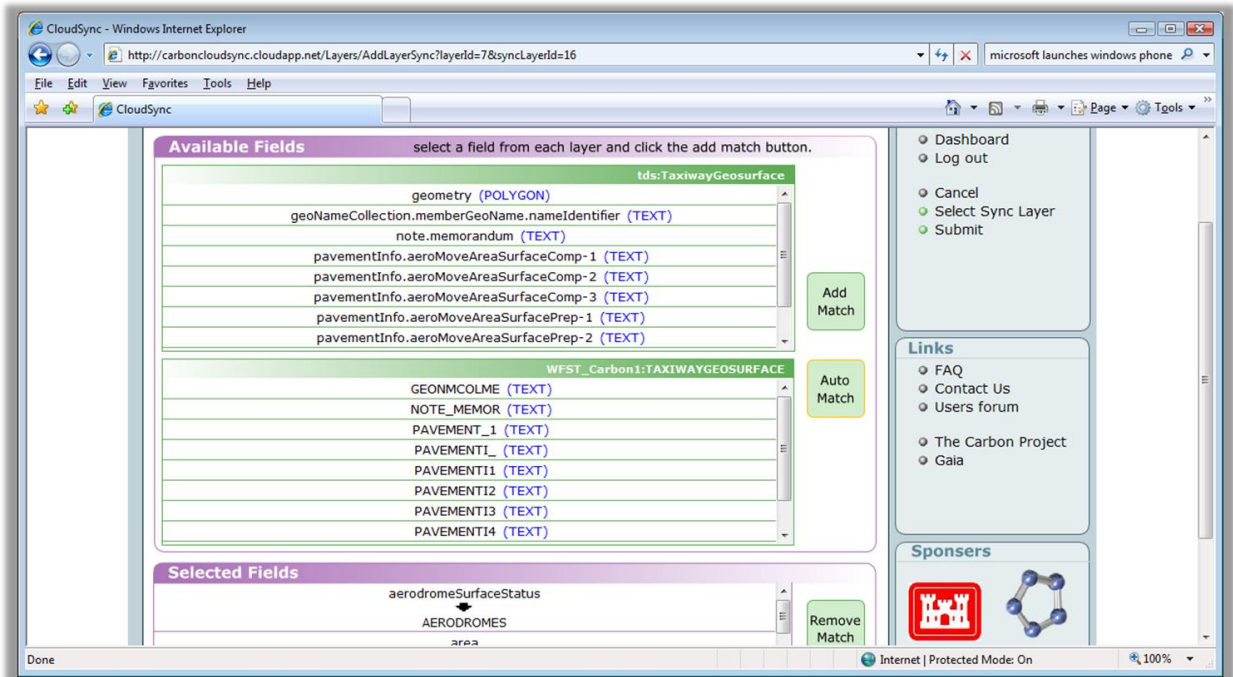 CloudSync - Windows Internet Explorer
http://carboncloudsync.cloudapp.net/Layers/AddLayerSync?layerId=7&syncLayerId=16
microsoft launches windows phone
File Edit View Favorites Tools Help
CloudSync
Page Tools
Available Fields select a field from each layer and click the add match button.
tds:TaxiwayGeosurface
geometry (POLYGON)
geoNameCollection.memberGeoName.nameIdentifier (TEXT)
note.memorandum (TEXT)
pavementInfo.aeroMoveAreaSurfaceComp-1 (TEXT)
pavementInfo.aeroMoveAreaSurfaceComp-2 (TEXT)
pavementInfo.aeroMoveAreaSurfaceComp-3 (TEXT)
pavementInfo.aeroMoveAreaSurfacePrep-1 (TEXT)
pavementInfo.aeroMoveAreaSurfacePrep-2 (TEXT)
Add
Match
WFST_Carbon1:TAXIWAYGEOSURFACE
GEONMCOLME (TEXT)
NOTE_MEMOR (TEXT)
PAVEMENT_1 (TEXT)
PAVEMENTI_ (TEXT)
PAVEMENTI1 (TEXT)
PAVEMENTI2 (TEXT)
PAVEMENTI3 (TEXT)
PAVEMENTI4 (TEXT)
Auto
Match
Selected Fields
aerodromeSurfaceStatus
AERODROMES
area
Remove
Match
Dashboard
Log out
Cancel
Select Sync Layer
Submit
Links
FAQ
Contact Us
Users forum
The Carbon Project
Gaia
Sponsers
Done
Internet | Protected Mode: On
100%